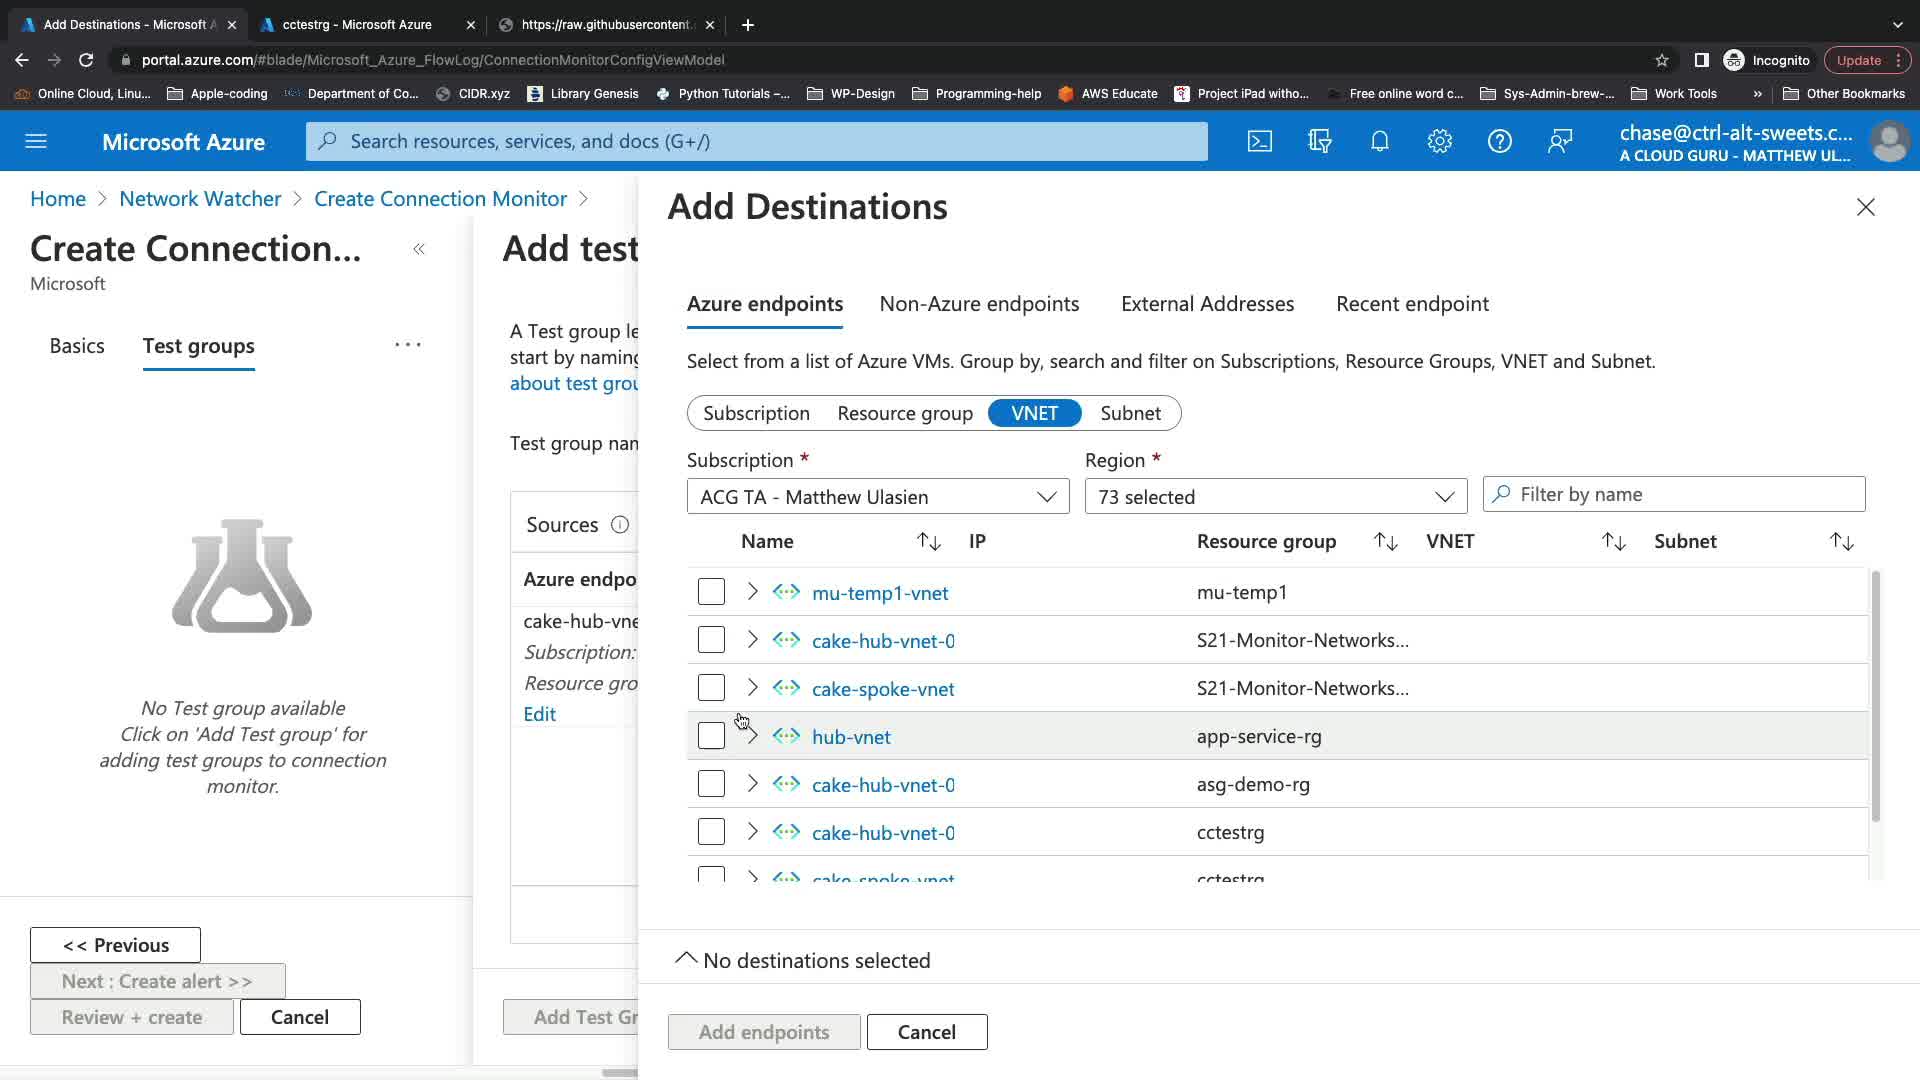 Add Destinations - Microsoft A
cctestrg - Microsoft Azure
https://raw.githubusercontent.
portal.azure.com/#blade/Microsoft_Azure_FlowLog/ConnectionMonitorConfigViewModel
Incognito
Update
Online Cloud, Linu...
Apple-coding
Department of Co...
CIDR.xyz
Library Genesis
Python Tutorials –...
WP-Design
Programming-help
AWS Educate
Project iPad witho...
Free online word c...
Sys-Admin-brew-...
Work Tools
»
Other Bookmarks
Microsoft Azure
Search resources, services, and docs (G+/)
chase@ctrl-alt-sweets.c...
A CLOUD GURU - MATTHEW UL...
Home > Network Watcher > Create Connection Monitor >
Create Connection...
«
Microsoft
Basics
Test groups
...
No Test group available
Click on 'Add Test group' for
adding test groups to connection
monitor.
<< Previous
Next : Create alert >>
Review + create
Cancel
Add test
A Test group le
start by naming
about test grou
Test group nam
Sources
Azure endpo
cake-hub-vne
Subscription:
Resource gro
Edit
Add Test Gr
Add Destinations
Azure endpoints
Non-Azure endpoints
External Addresses
Recent endpoint
Select from a list of Azure VMs. Group by, search and filter on Subscriptions, Resource Groups, VNET and Subnet.
Subscription
Resource group
VNET
Subnet
Subscription *
Region *
ACG TA - Matthew Ulasien
73 selected
Filter by name
Name
IP
Resource group
VNET
Subnet
mu-temp1-vnet
mu-temp1
cake-hub-vnet-0
S21-Monitor-Networks...
cake-spoke-vnet
S21-Monitor-Networks...
hub-vnet
app-service-rg
cake-hub-vnet-0
asg-demo-rg
cake-hub-vnet-0
cctestrg
cake-spoke-vnet
cctestrg
No destinations selected
Add endpoints
Cancel